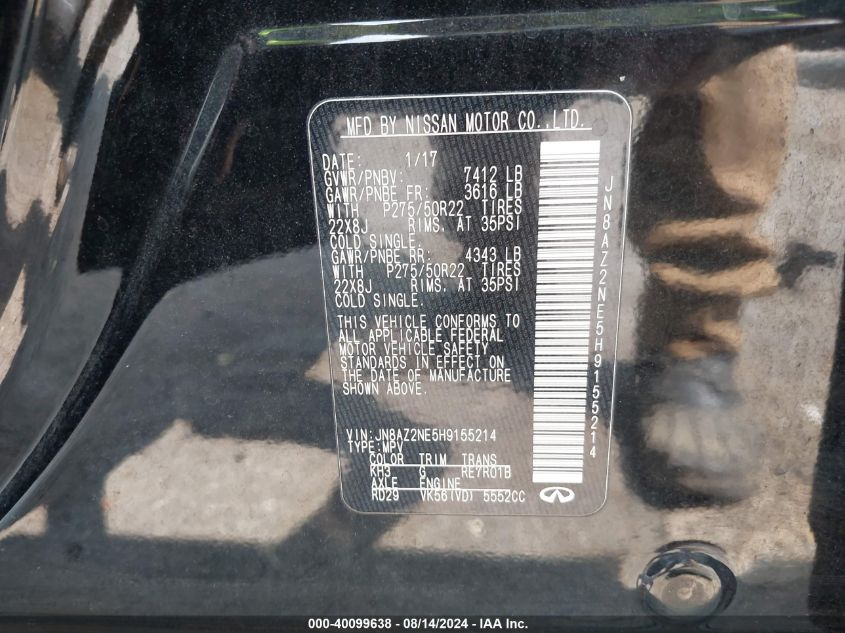 MFD BY NISSAN MOTOR CO.,LTD.
DATE: 1/17
GVWR/PNBV: 7412 LB
GAWR/PNBE FR: 3616 LB
WITH P275/50R22 TIRES
22X8J RIMS. AT 35PSI
COLD SINGLE.
GAWR/PNBE RR: 4343 LB
WITH P275/50R22 TIRES
22X8J RIMS. AT 35PSI
COLD SINGLE.
THIS VEHICLE CONFORMS TO
ALL APPLICABLE FEDERAL
MOTOR VEHICLE SAFETY
STANDARDS IN EFFECT ON
THE DATE OF MANUFACTURE
SHOWN ABOVE.
VIN:JN8AZ2NE5H9155214
TYPE:MPV
COLOR TRIM TRANS
KH3 G RE7R01B
AXLE ENGINE
RD29 VK56(VD) 5552CC
JN8AZ2NE5H9155214
000-40099638 - 08/14/2024 - IAA Inc.